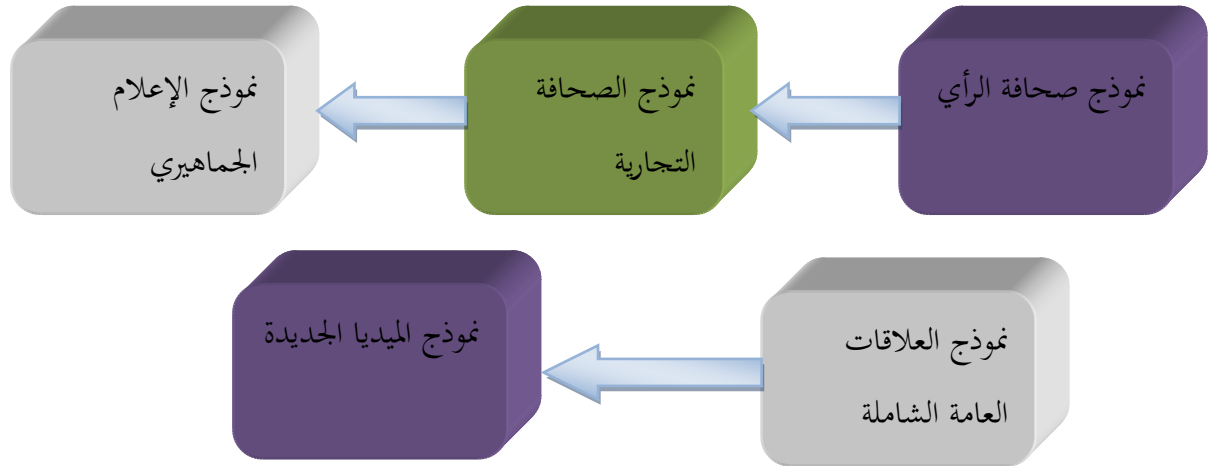 نموذج صحافة الرأي
نموذج الصحافة
التجارية
نموذج الإعلام
الجماهيري
نموذج العلاقات
العامة الشاملة
نموذج الميديا الجديدة